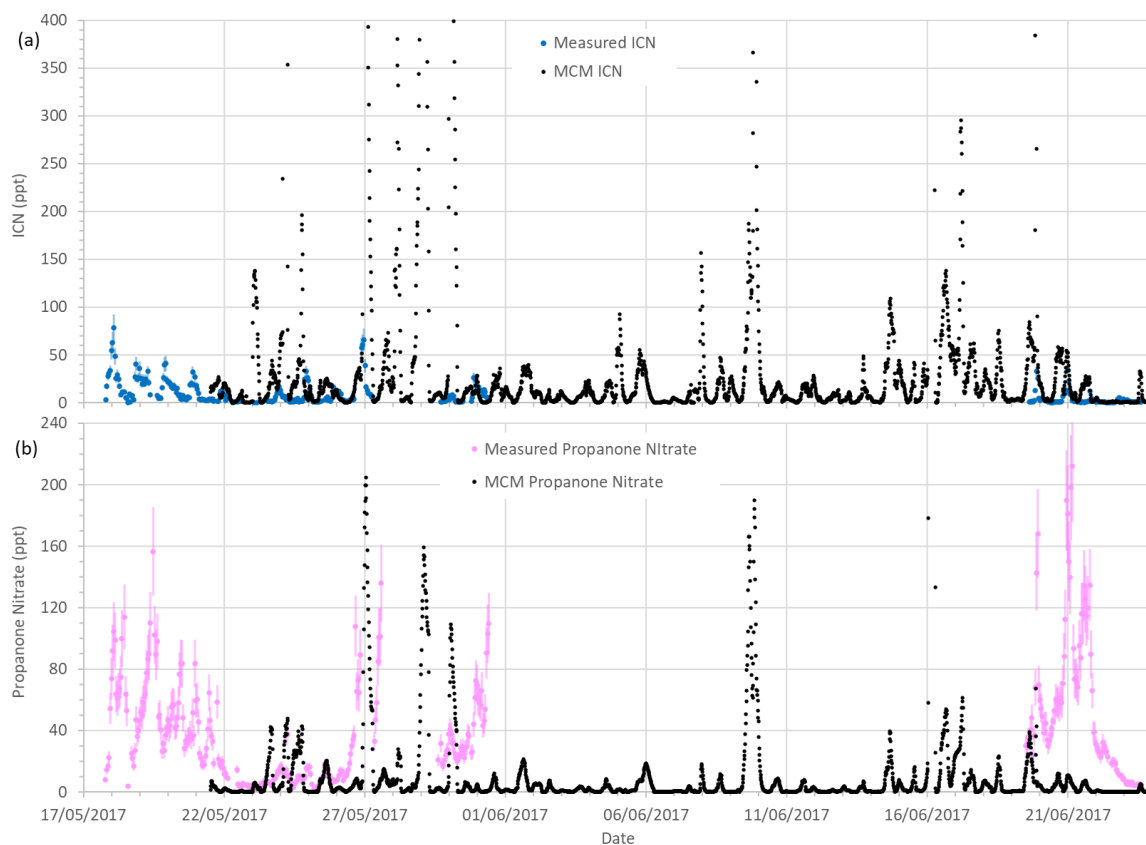 (a)
400
350
300
250
200
150
100
50
0
ICN (ppt)
Measured ICN
MCM ICN
(b)
240
200
160
120
80
40
0
Propanone Nitrate (ppt)
Measured Propanone NItrate
MCM Propanone Nitrate
17/05/2017 22/05/2017 27/05/2017 01/06/2017 06/06/2017 11/06/2017 16/06/2017 21/06/2017
Date